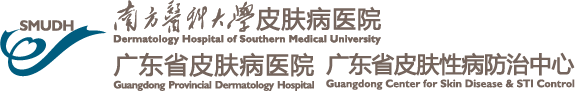 SMUDH
南方醫科大學皮肤病医院
Dermatology Hospital of Southern Medical University
广东省皮肤病医院 广东省皮肤性病防治中心
Guangdong Provincial Dermatology Hospital Guangdong Center for Skin Disease & STI Control